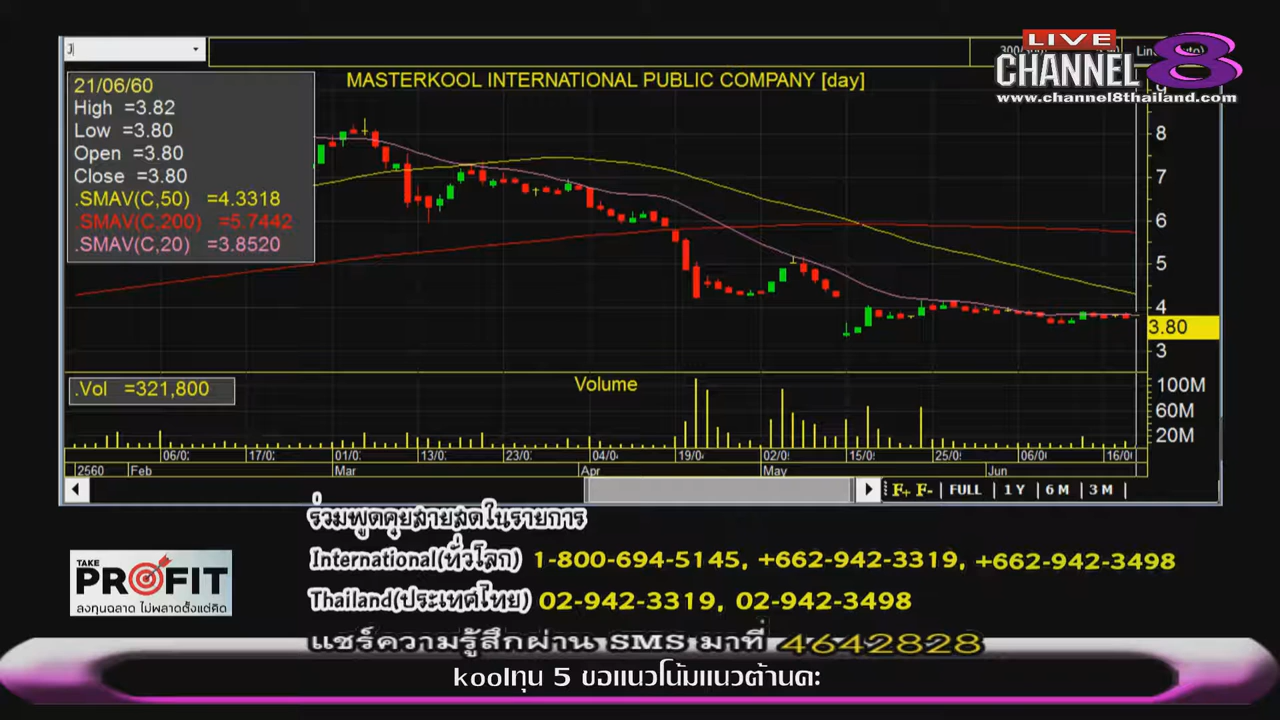 J
LIVE
CHANNEL 8
www.channel8thailand.com
MASTERKOOL INTERNATIONAL PUBLIC COMPANY [day]
21/06/60
High =3.82
Low =3.80
Open =3.80
Close =3.80
.SMAV(C,50) =4.3318
.SMAV(C,200) =5.7442
.SMAV(C,20) =3.8520
8
7
6
5
4
3.80
3
.Vol =321,800
Volume
100M
60M
20M
06/0 17/0 01/0 13/0 23/0 04/0 19/0 02/0 15/0 25/0 06/0 16/0
2560 Feb Mar Apr May Jun
F+ F- FULL 1 Y 6 M 3 M
ร่วมพูดคุยสายสดในรายการ
International(ทั่วโลก) 1-800-694-5145, +662-942-3319, +662-942-3498
Thailand(ประเทศไทย) 02-942-3319, 02-942-3498
TAKE
PROFIT
ลงทุนฉลาด ไม่พลาดตั้งแต่คิด
แชร์ความรู้สึกผ่าน SMS มาที่ 4642828
koolทุน 5 ขอแนวโน้มแนวต้านคะ